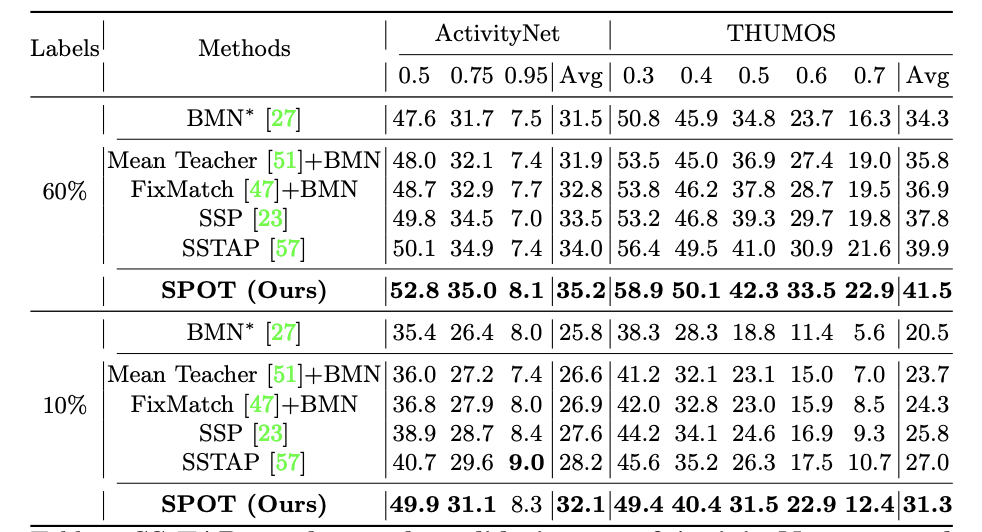 Labels Methods ActivityNet THUMOS
0.5 0.75 0.95 Avg 0.3 0.4 0.5 0.6 0.7 Avg
BMN* [27] 47.6 31.7 7.5 31.5 50.8 45.9 34.8 23.7 16.3 34.3
60%
Mean Teacher [51]+BMN 48.0 32.1 7.4 31.9 53.5 45.0 36.9 27.4 19.0 35.8
FixMatch [47]+BMN 48.7 32.9 7.7 32.8 53.8 46.2 37.8 28.7 19.5 36.9
SSP [23] 49.8 34.5 7.0 33.5 53.2 46.8 39.3 29.7 19.8 37.8
SSTAP [57] 50.1 34.9 7.4 34.0 56.4 49.5 41.0 30.9 21.6 39.9
SPOT (Ours) 52.8 35.0 8.1 35.2 58.9 50.1 42.3 33.5 22.9 41.5
BMN* [27] 35.4 26.4 8.0 25.8 38.3 28.3 18.8 11.4 5.6 20.5
10%
Mean Teacher [51]+BMN 36.0 27.2 7.4 26.6 41.2 32.1 23.1 15.0 7.0 23.7
FixMatch [47]+BMN 36.8 27.9 8.0 26.9 42.0 32.8 23.0 15.9 8.5 24.3
SSP [23] 38.9 28.7 8.4 27.6 44.2 34.1 24.6 16.9 9.3 25.8
SSTAP [57] 40.7 29.6 9.0 28.2 45.6 35.2 26.3 17.5 10.7 27.0
SPOT (Ours) 49.9 31.1 8.3 32.1 49.4 40.4 31.5 22.9 12.4 31.3